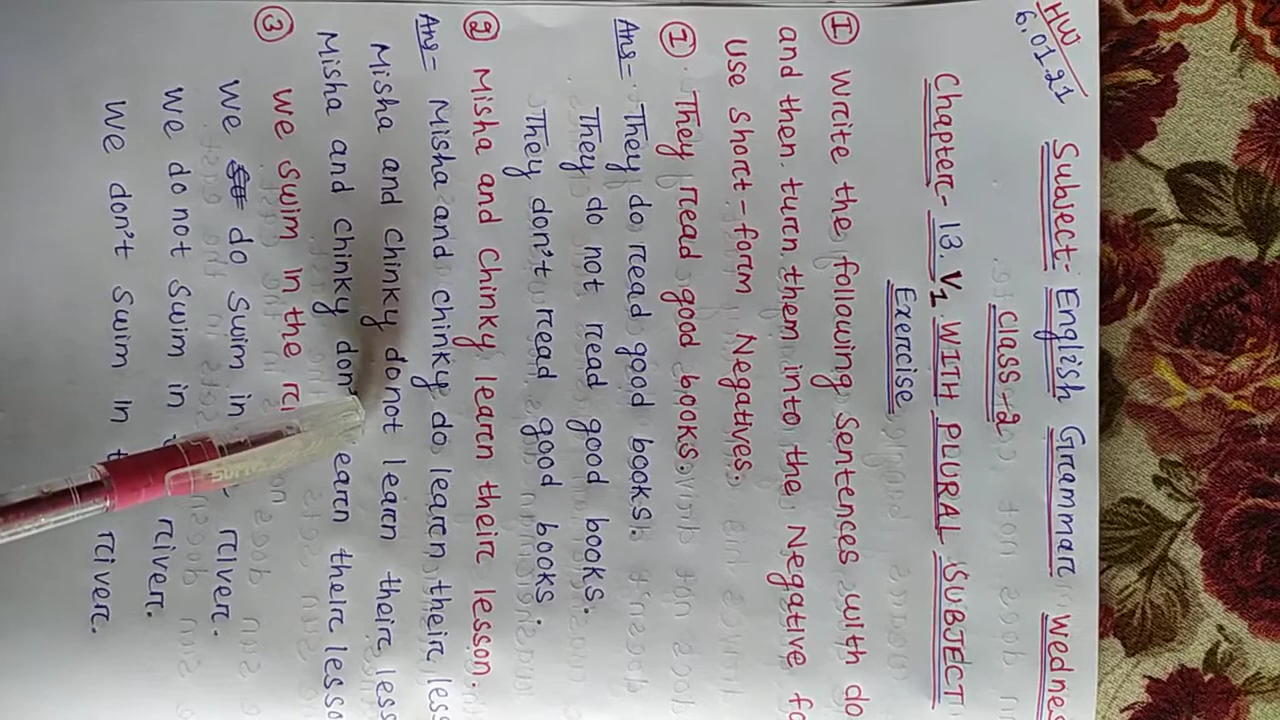 HW
6.01.21
Subject-English Grammar Wednes
Class-2
Chapter-13. V1 WITH PLURAL SUBJECT
Exercise
I Write the following sentences with do
and then turn them into the Negative fo
Use short-form Negatives.
① They read good books.
Ans- They do read good books.
They do not read good books.
They don't read good books.
② Misha and Chinky learn their lesson.
Ans- Misha and chinky do learn their less
Misha and chinky donot learn their less
Misha and chinky don' earn their lesso
③ We swim in the ri
We do swim in river.
We do not swim in river.
We don't swim in t river.